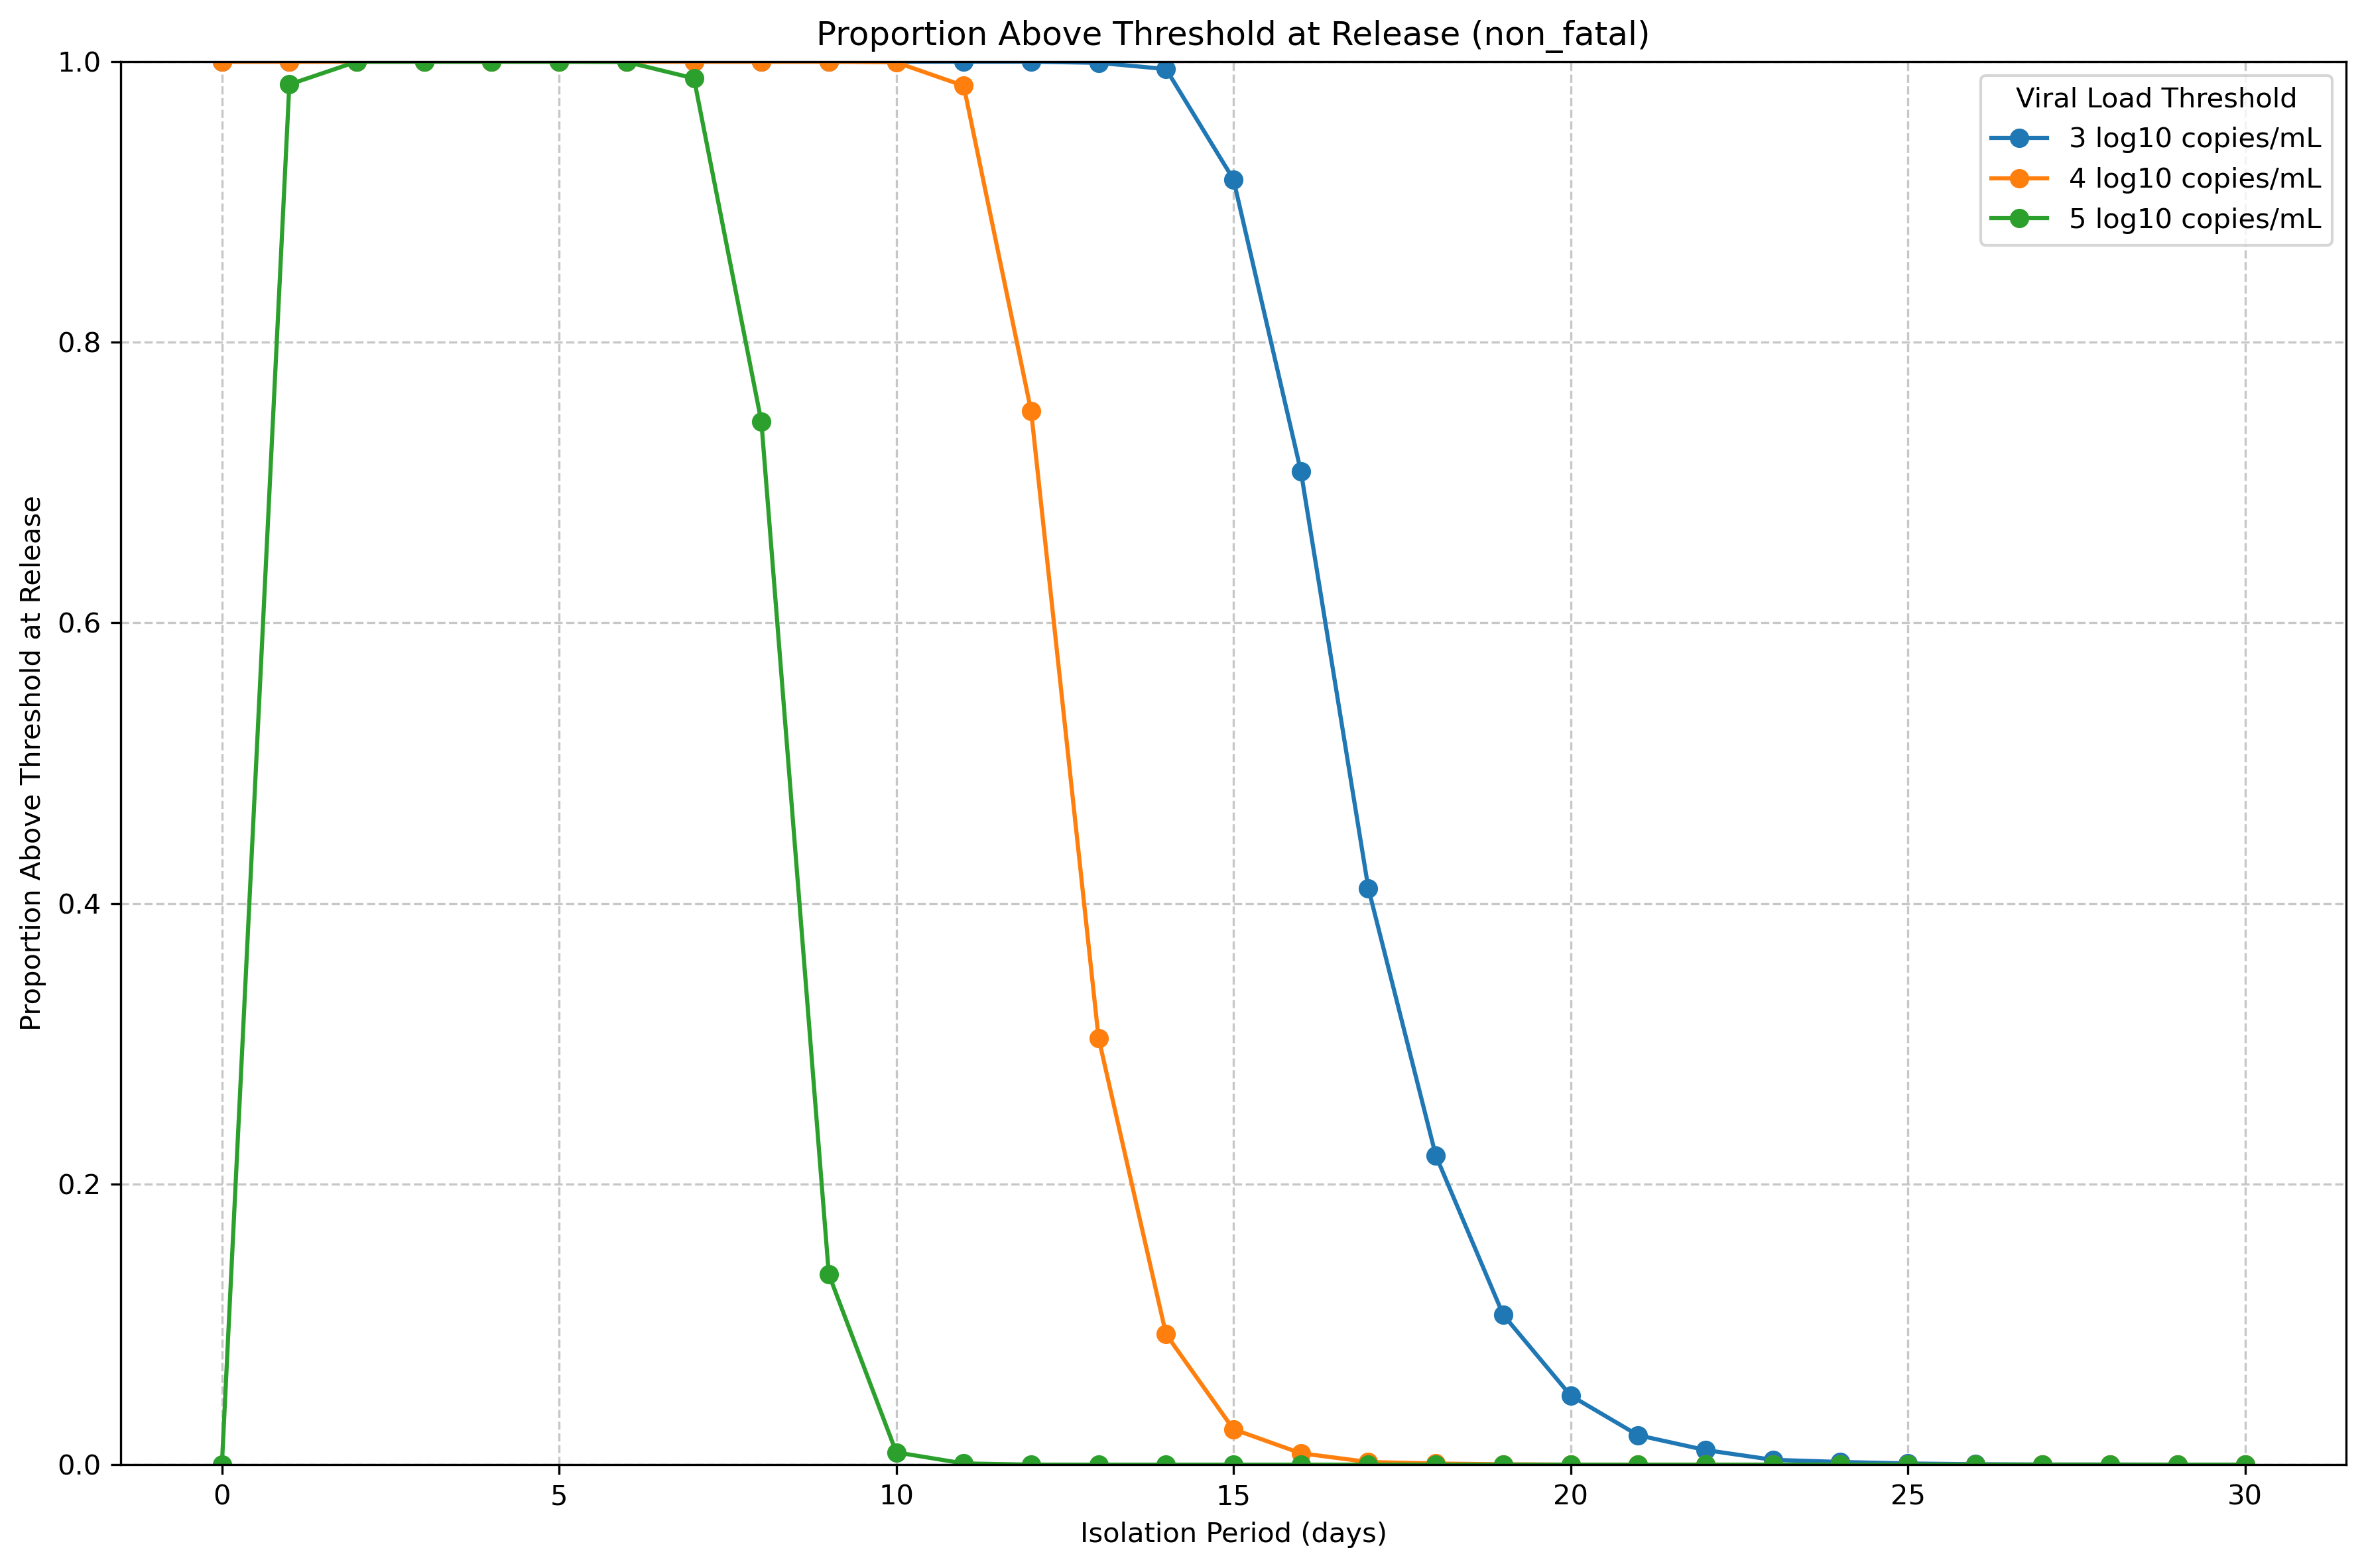 Proportion Above Threshold at Release (non_fatal)
Viral Load Threshold
3 log10 copies/mL
4 log10 copies/mL
5 log10 copies/mL
Proportion Above Threshold at Release
1.0
0.8
0.6
0.4
0.2
0.0
0 5 10 15 20 25 30
Isolation Period (days)